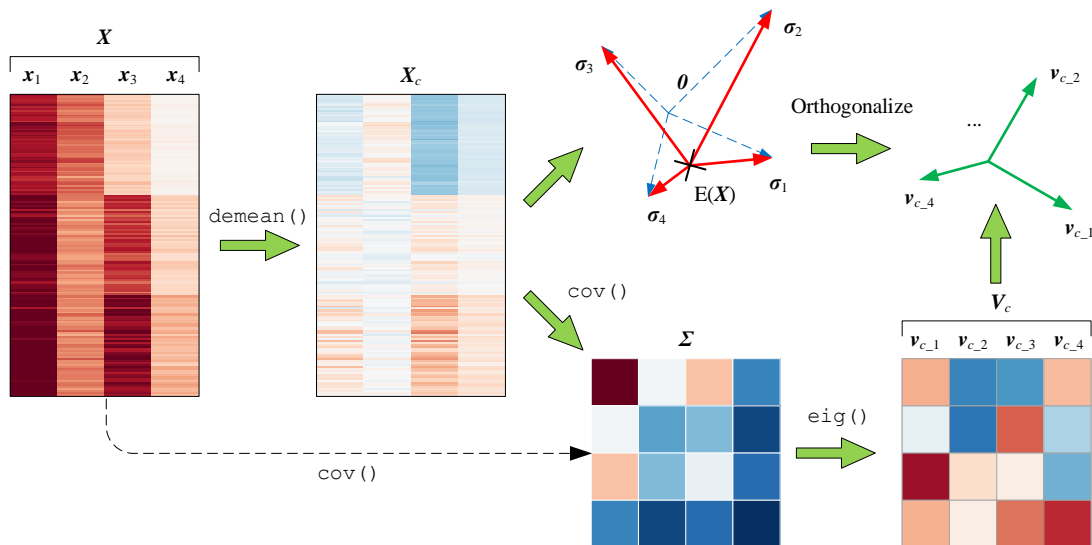 X
x1 x2 x3 x4
demean()
Xc
σ3
σ2
0
σ1
σ4
E(X)
Orthogonalize
...
vc_2
vc_4
vc_1
cov()
cov()
Σ
eig()
Vc
vc_1 vc_2 vc_3 vc_4